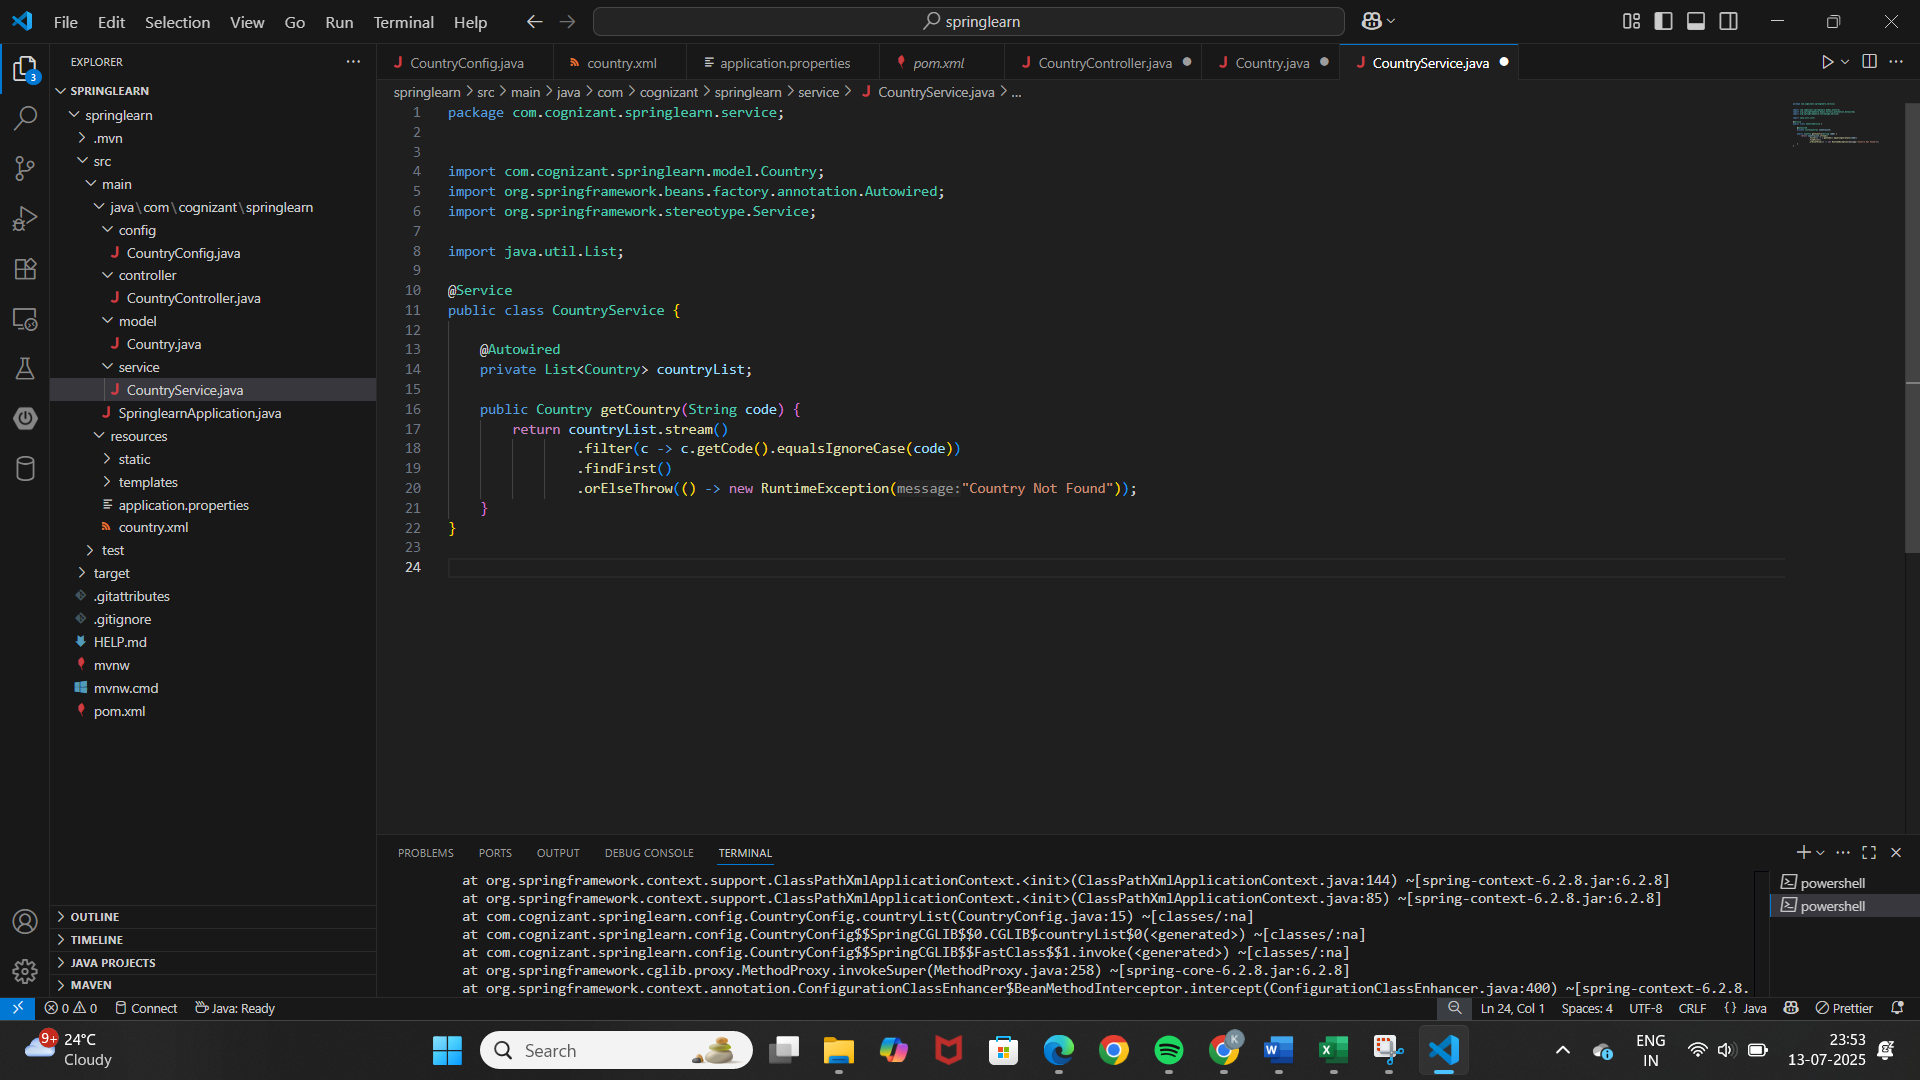 File Edit Selection View Go Run Terminal Help
springlearn
EXPLORER
3
SPRINGLEARN
springlearn
.mvn
src
main
java\com\cognizant\springlearn
config
CountryConfig.java
controller
CountryController.java
model
Country.java
service
CountryService.java
SpringlearnApplication.java
resources
static
templates
application.properties
country.xml
test
target
.gitattributes
.gitignore
HELP.md
mvnw
mvnw.cmd
pom.xml
OUTLINE
TIMELINE
JAVA PROJECTS
MAVEN
CountryConfig.java country.xml application.properties pom.xml CountryController.java Country.java CountryService.java
springlearn > src > main > java > com > cognizant > springlearn > service > CountryService.java > ...
1 package com.cognizant.springlearn.service;
2
3
4 import com.cognizant.springlearn.model.Country;
5 import org.springframework.beans.factory.annotation.Autowired;
6 import org.springframework.stereotype.Service;
7
8 import java.util.List;
9
10 @Service
11 public class CountryService {
12
13 @Autowired
14 private List<Country> countryList;
15
16 public Country getCountry(String code) {
17 return countryList.stream()
18 .filter(c -> c.getCode().equalsIgnoreCase(code))
19 .findFirst()
20 .orElseThrow(() -> new RuntimeException(message:"Country Not Found"));
21 }
22 }
23
24
PROBLEMS PORTS OUTPUT DEBUG CONSOLE TERMINAL
at org.springframework.context.support.ClassPathXmlApplicationContext.<init>(ClassPathXmlApplicationContext.java:144) ~[spring-context-6.2.8.jar:6.2.8]
at org.springframework.context.support.ClassPathXmlApplicationContext.<init>(ClassPathXmlApplicationContext.java:85) ~[spring-context-6.2.8.jar:6.2.8]
at com.cognizant.springlearn.config.CountryConfig.countryList(CountryConfig.java:15) ~[classes/:na]
at com.cognizant.springlearn.config.CountryConfig$$SpringCGLIB$$0.CGLIB$countryList$0(<generated>) ~[classes/:na]
at com.cognizant.springlearn.config.CountryConfig$$SpringCGLIB$$FastClass$$1.invoke(<generated>) ~[classes/:na]
at org.springframework.cglib.proxy.MethodProxy.invokeSuper(MethodProxy.java:258) ~[spring-core-6.2.8.jar:6.2.8]
at org.springframework.context.annotation.ConfigurationClassEnhancer$BeanMethodInterceptor.intercept(ConfigurationClassEnhancer.java:400) ~[spring-context-6.2.8.
powershell
powershell
0 0 Connect Java: Ready
Ln 24, Col 1 Spaces: 4 UTF-8 CRLF {} Java Prettier
9+ 24°C
Cloudy
Search
K
ENG
IN
23:53
13-07-2025